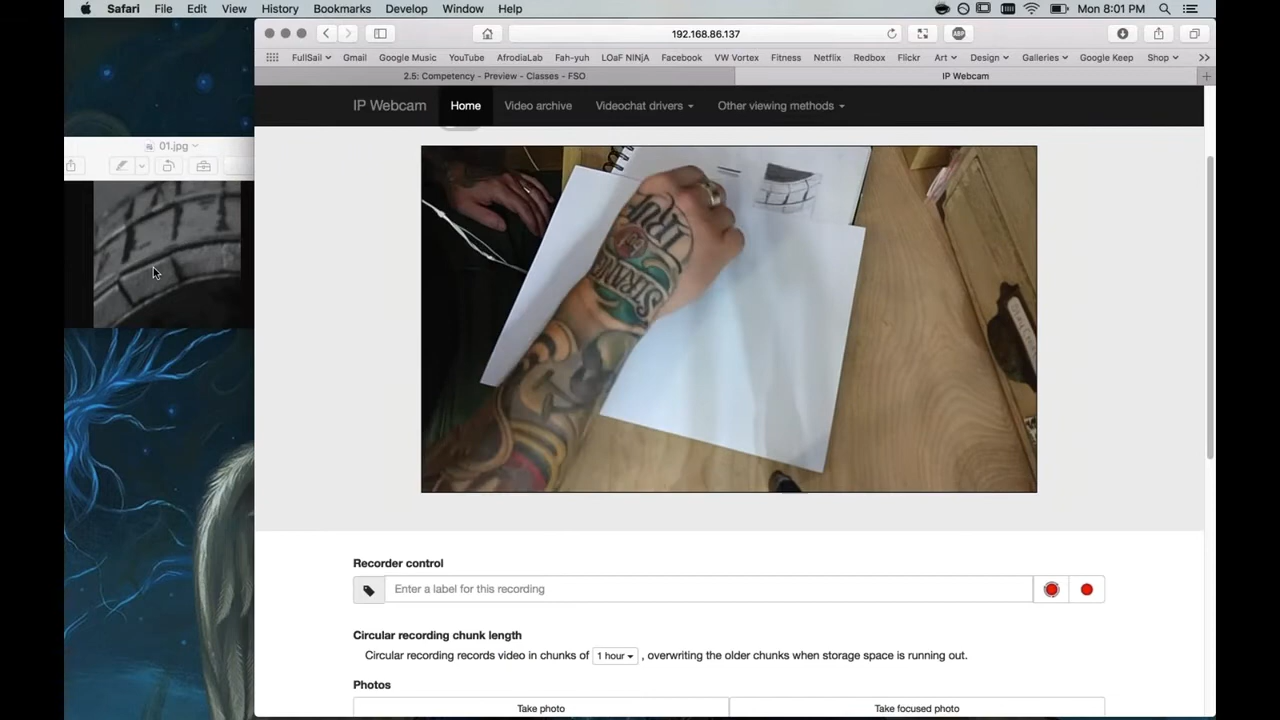 Safari File Edit View History Bookmarks Develop Window Help Mon 8:01 PM
192.168.86.137
FullSail Gmail Google Music YouTube AfrodiaLab Fah-yuh LOaF NiNjA Facebook VW Vortex Fitness Netflix Redbox Flickr Art Design Galleries Google Keep Shop
2.5: Competency - Preview - Classes - FSO IP Webcam
01.jpg
IP Webcam Home Video archive Videochat drivers Other viewing methods
Recorder control
Enter a label for this recording
Circular recording chunk length
Circular recording records video in chunks of 1 hour , overwriting the older chunks when storage space is running out.
Photos
Take photo Take focused photo